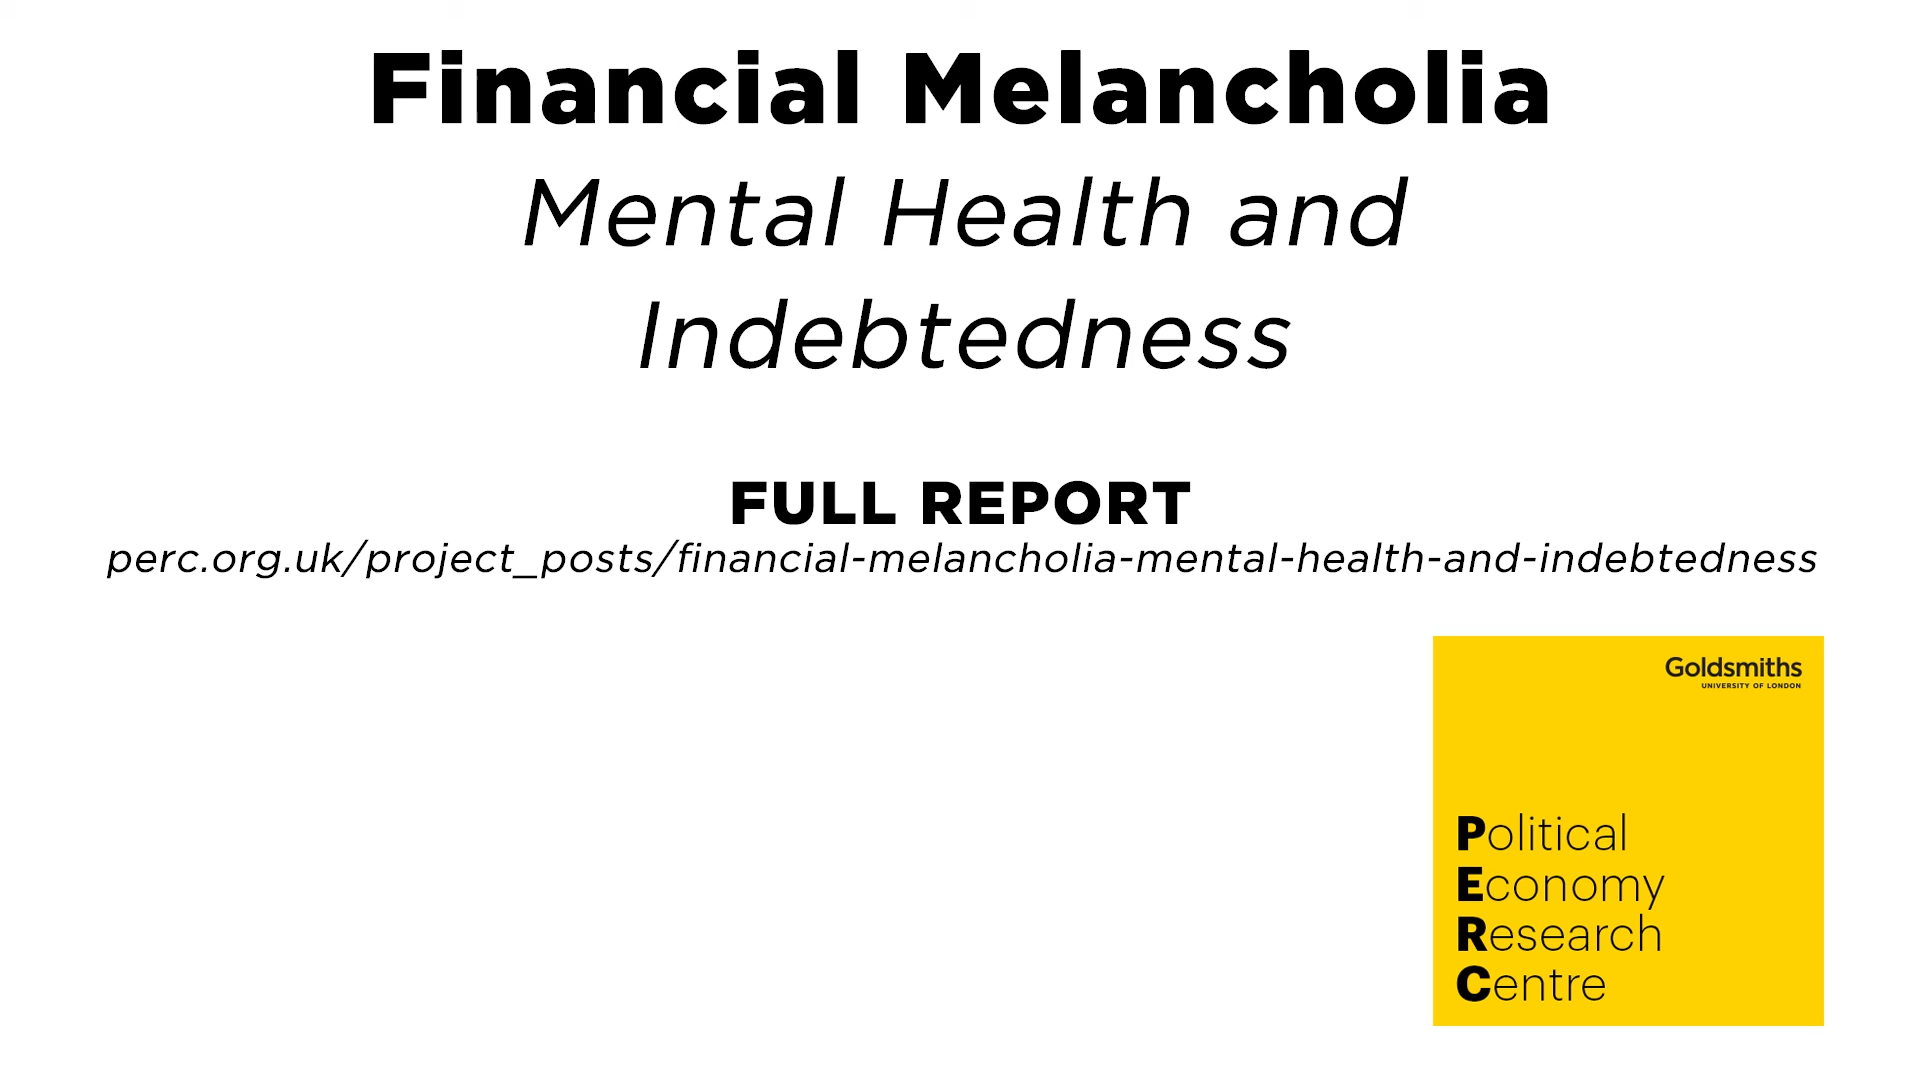 Financial Melancholia
Mental Health and
Indebtedness
FULL REPORT
perc.org.uk/project_posts/financial-melancholia-mental-health-and-indebtedness
Goldsmiths
UNIVERSITY OF LONDON
Political
Economy
Research
Centre